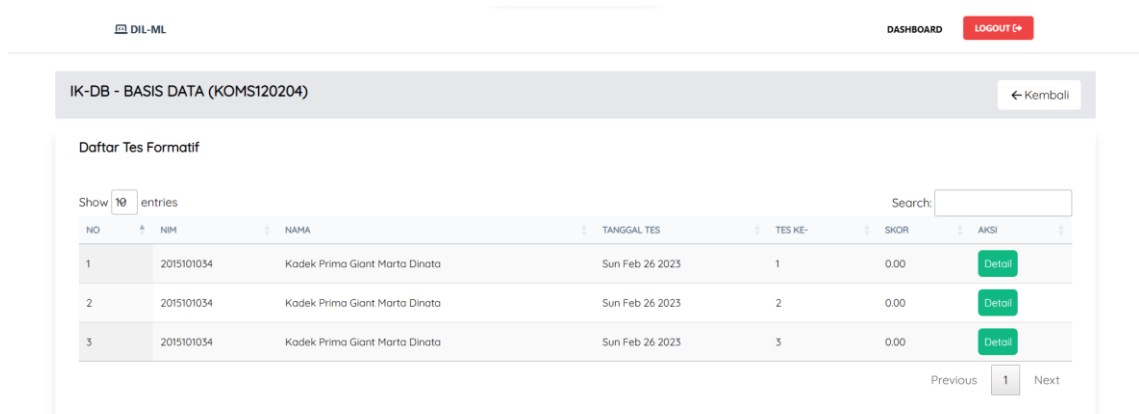 DIL-ML DASHBOARD LOGOUT
IK-DB - BASIS DATA (KOMS120204) ← Kembali
Daftar Tes Formatif
Show 10 entries Search:
NO NIM NAMA TANGGAL TES TES KE- SKOR AKSI
1 2015101034 Kadek Prima Giant Marta Dinata Sun Feb 26 2023 1 0.00 Detail
2 2015101034 Kadek Prima Giant Marta Dinata Sun Feb 26 2023 2 0.00 Detail
3 2015101034 Kadek Prima Giant Marta Dinata Sun Feb 26 2023 3 0.00 Detail
Previous 1 Next